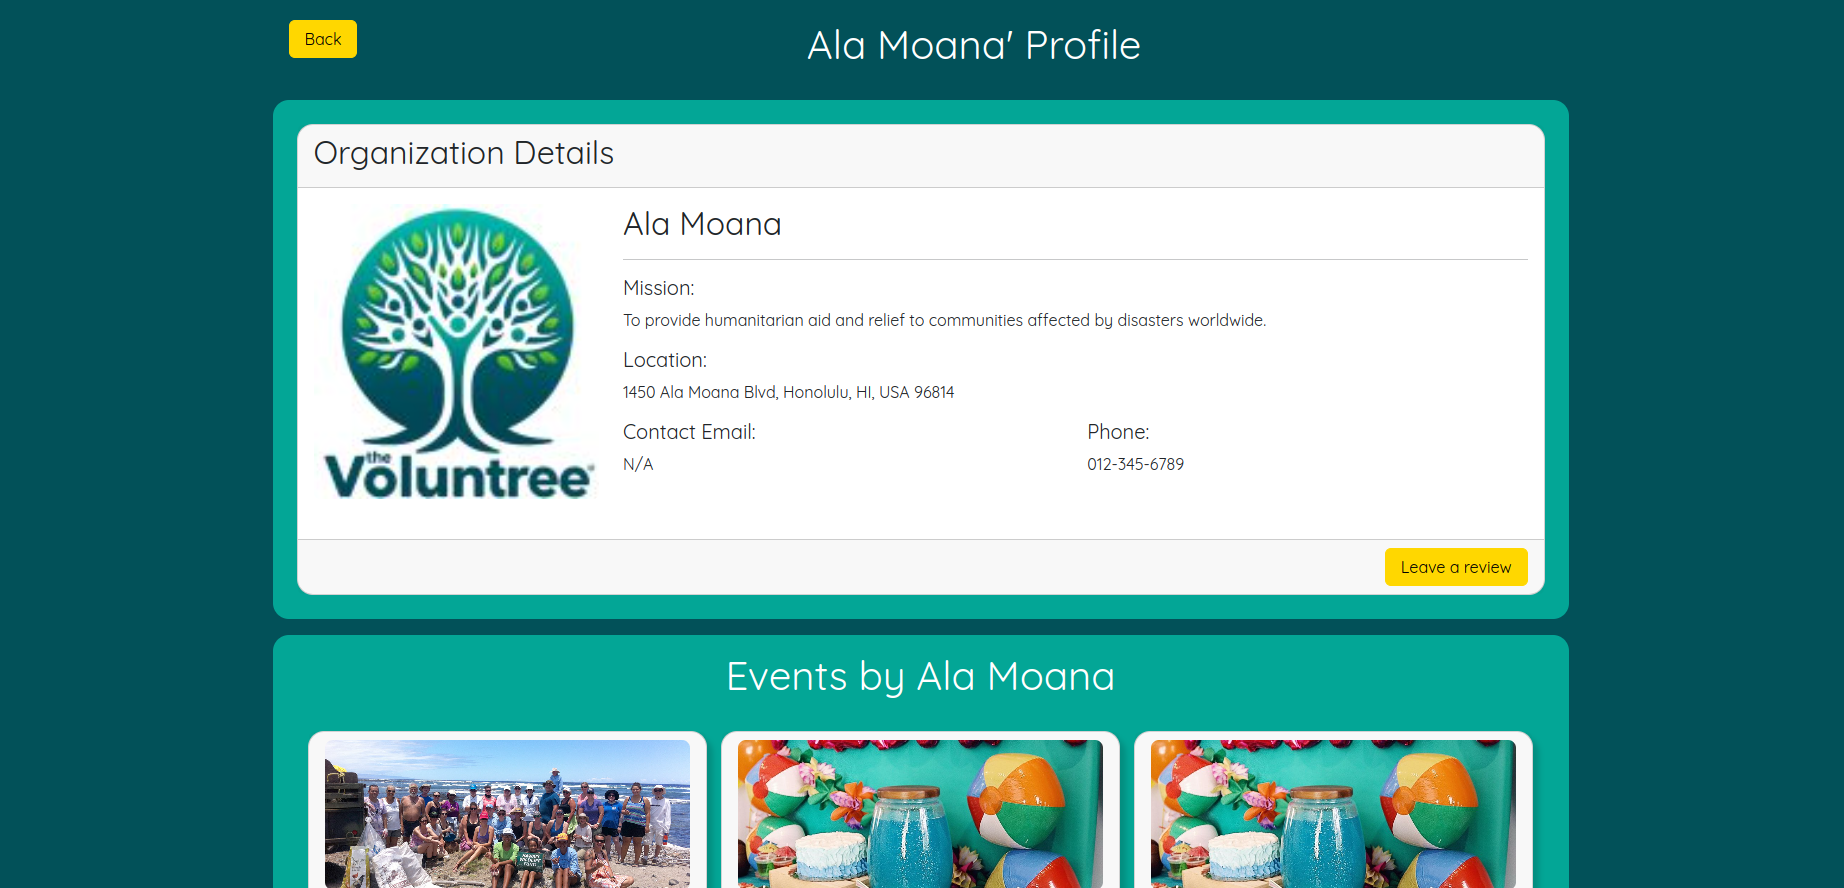 Back
Ala Moana' Profile
Organization Details
Ala Moana
Mission:
To provide humanitarian aid and relief to communities affected by disasters worldwide.
Location:
1450 Ala Moana Blvd, Honolulu, HI, USA 96814
Contact Email:
Phone:
N/A
012-345-6789
the
Voluntree
Leave a review
Events by Ala Moana